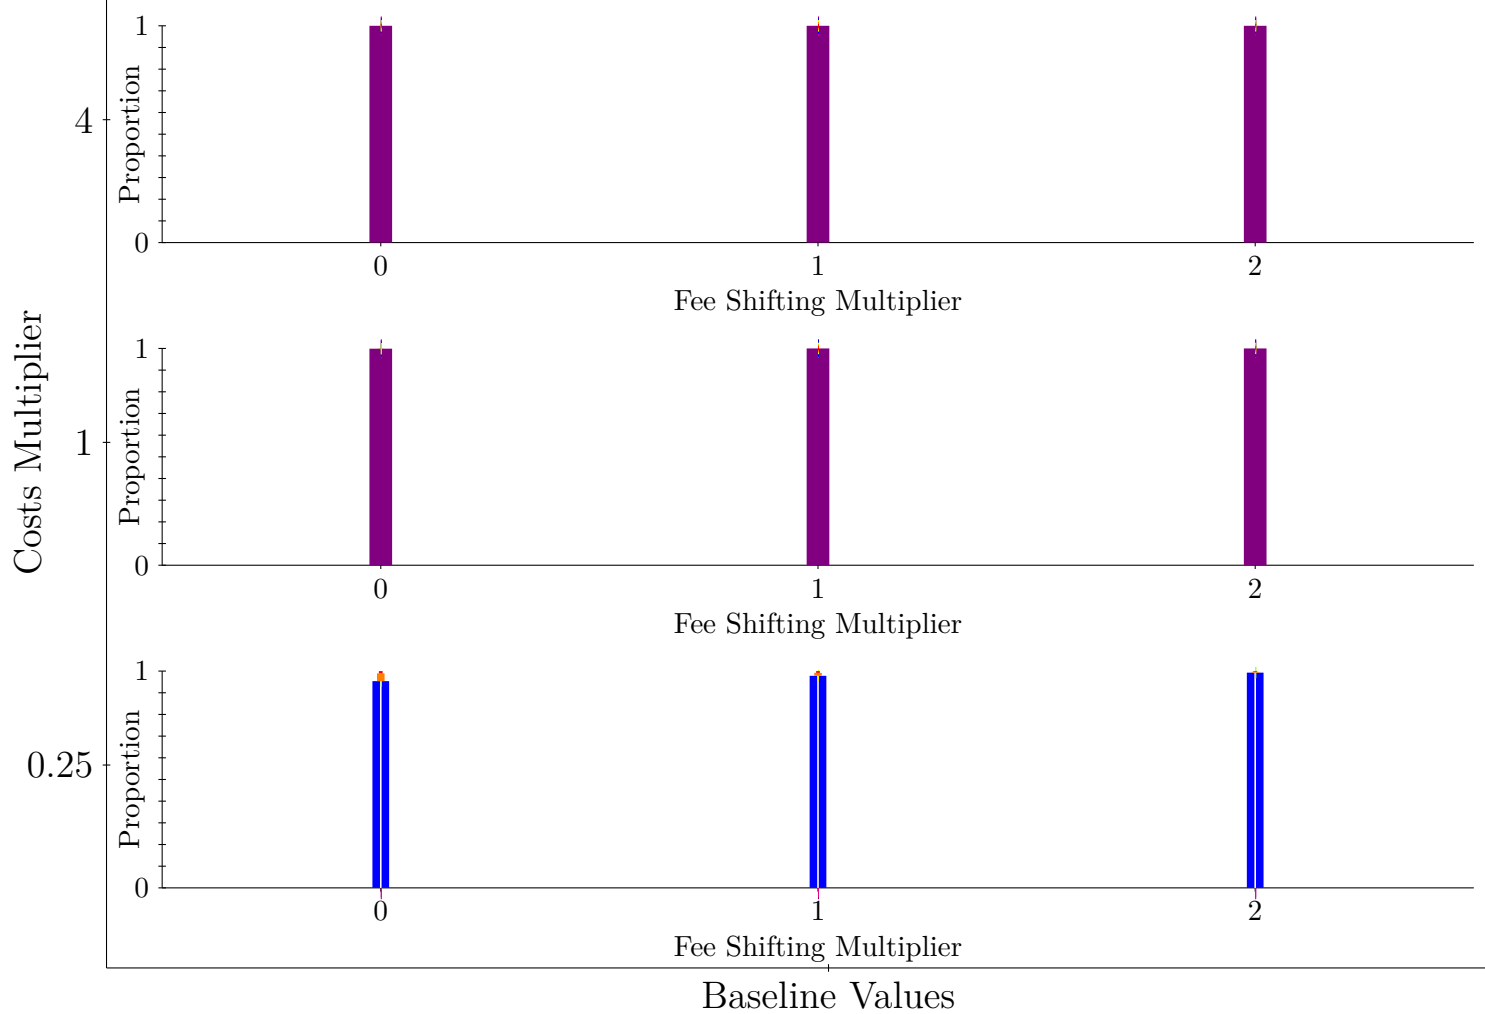 Costs Multiplier
4
Proportion
1
0
0 1 2
Fee Shifting Multiplier
1
Proportion
1
0
0 1 2
Fee Shifting Multiplier
0.25
Proportion
1
0
0 1 2
Fee Shifting Multiplier
Baseline Values